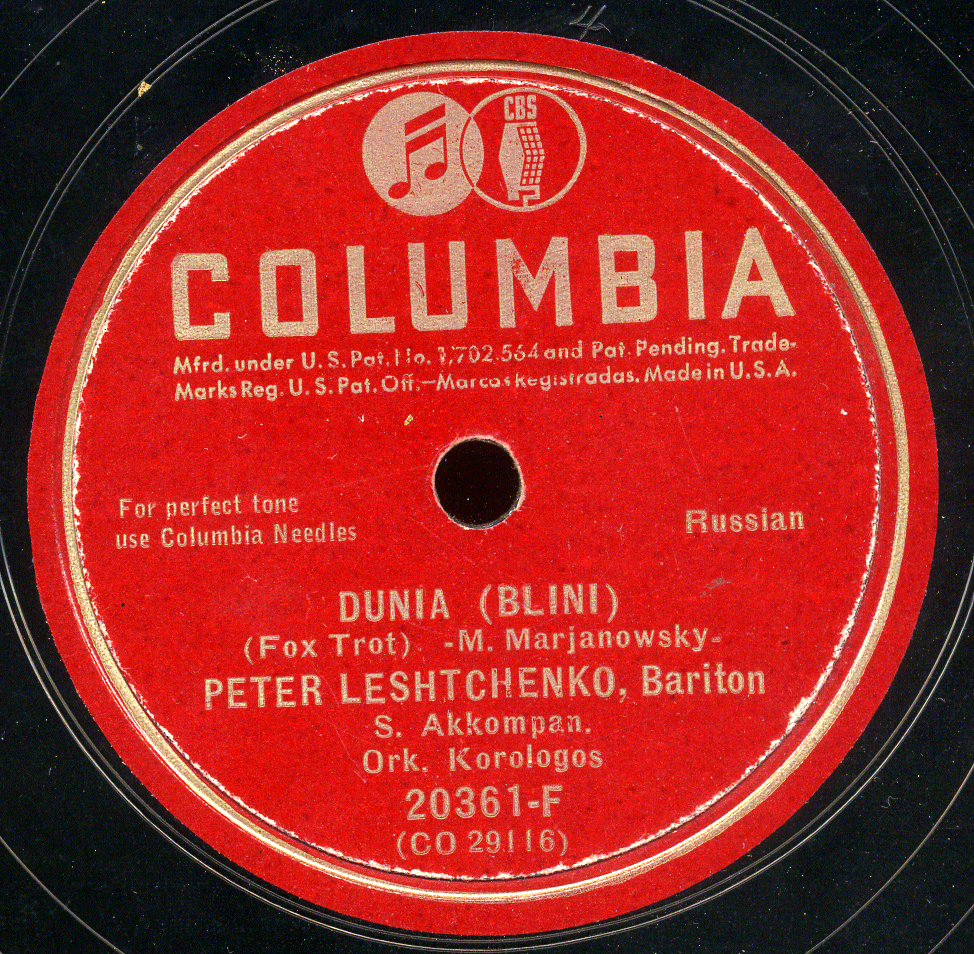 4
CBS
COLUMBIA
Mfrd. under U. S. Pat. No. 1,702.564 and Pat. Pending. Trade-
Marks Reg. U. S. Pat. Off.—Marcas Registradas. Made in U. S. A.
For perfect tone
use Columbia Needles
Russian
DUNIA (BLINI)
(Fox Trot) -M. Marjanowsky-
PETER LESHTCHENKO, Bariton
S. Akkompan.
Ork. Korologos
20361-F
(CO 29116)